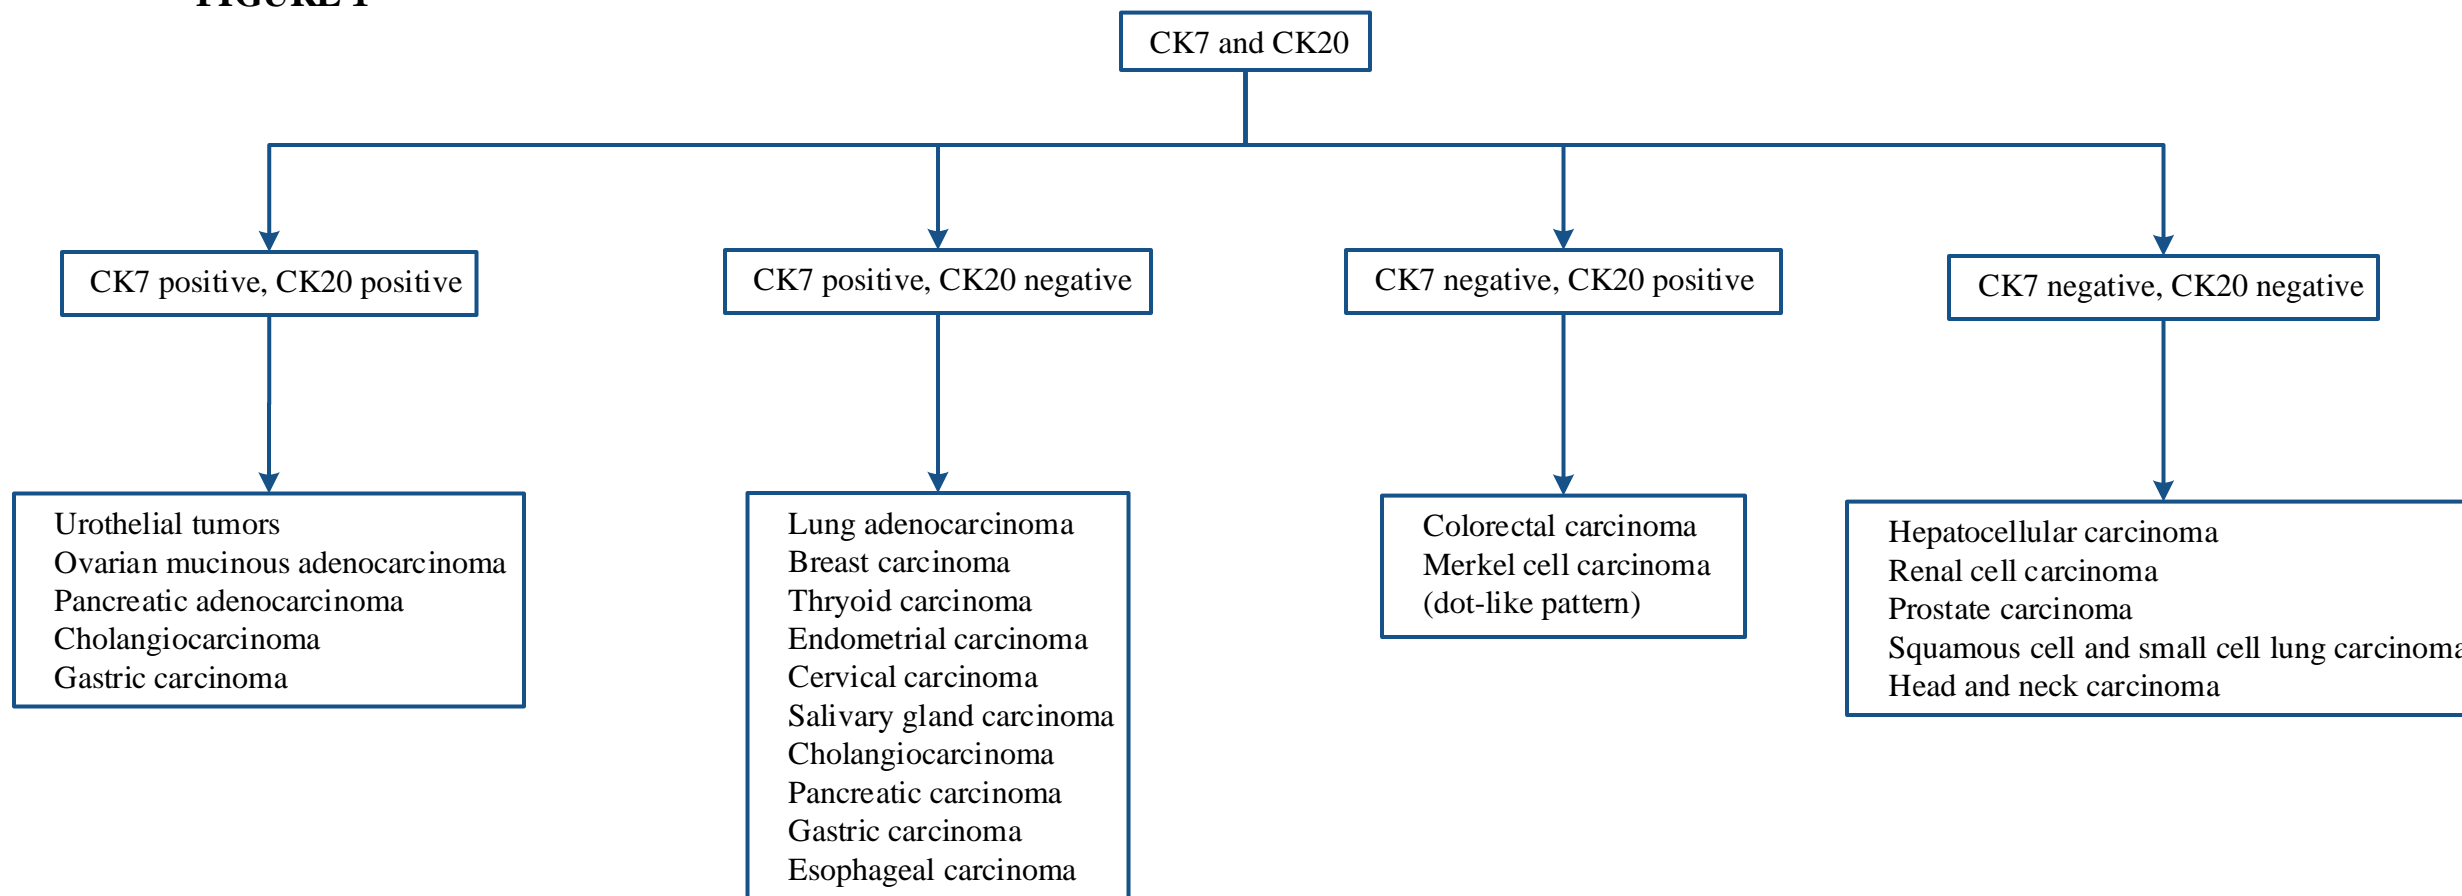 FIGURE 1
CK7 and CK20
CK7 positive, CK20 positive
CK7 positive, CK20 negative
CK7 negative, CK20 positive
CK7 negative, CK20 negative
Urothelial tumors
Ovarian mucinous adenocarcinoma
Pancreatic adenocarcinoma
Cholangiocarcinoma
Gastric carcinoma
Lung adenocarcinoma
Breast carcinoma
Thryoid carcinoma
Endometrial carcinoma
Cervical carcinoma
Salivary gland carcinoma
Cholangiocarcinoma
Pancreatic carcinoma
Gastric carcinoma
Esophageal carcinoma
Colorectal carcinoma
Merkel cell carcinoma
(dot-like pattern)
Hepatocellular carcinoma
Renal cell carcinoma
Prostate carcinoma
Squamous cell and small cell lung carcinoma
Head and neck carcinoma